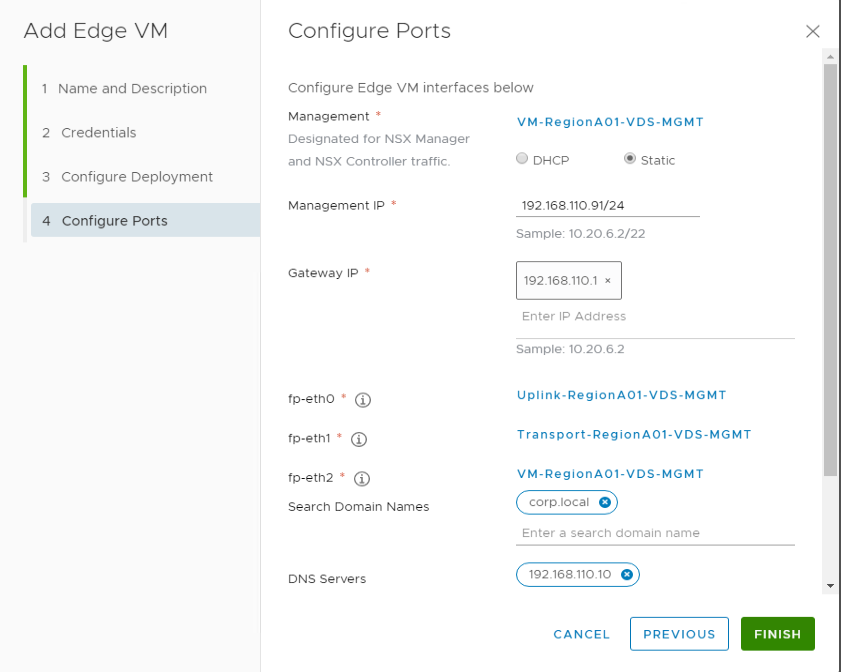 Add Edge VM
1 Name and Description
2 Credentials
3 Configure Deployment
4 Configure Ports
Configure Ports
Configure Edge VM interfaces below
Management * VM-RegionA01-VDS-MGMT
Designated for NSX Manager
and NSX Controller traffic.
DHCP Static
Management IP * 192.168.110.91/24
Sample: 10.20.6.2/22
Gateway IP * 192.168.110.1 ×
Enter IP Address
Sample: 10.20.6.2
fp-eth0 * Uplink-RegionA01-VDS-MGMT
fp-eth1 * Transport-RegionA01-VDS-MGMT
fp-eth2 * VM-RegionA01-VDS-MGMT
Search Domain Names corp.local
Enter a search domain name
DNS Servers 192.168.110.10
CANCEL PREVIOUS FINISH